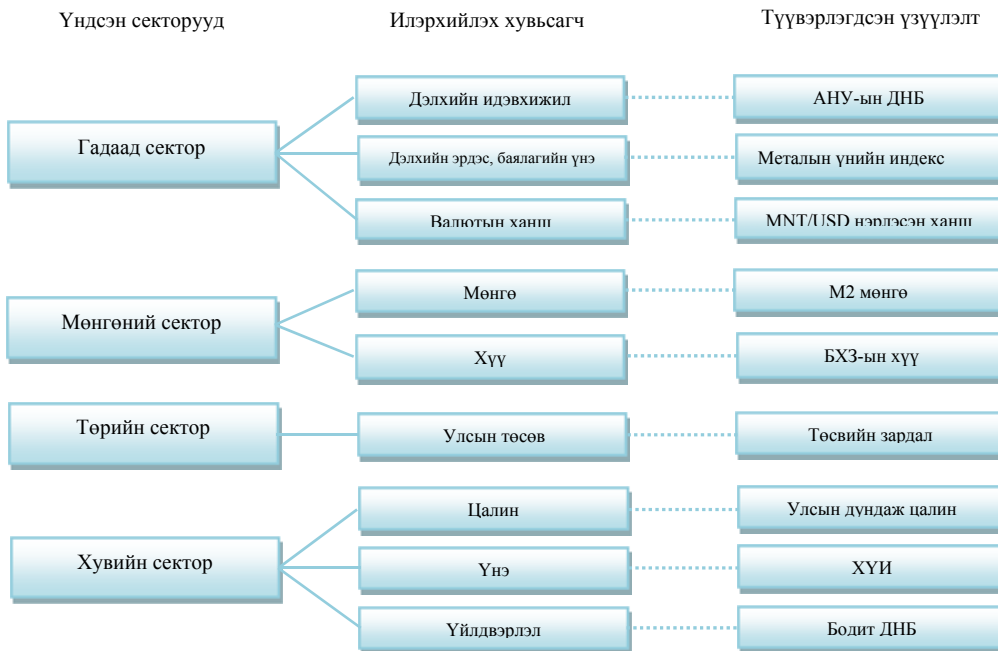 Үндсэн секторууд
Илэрхийлэх хувьсагч
Түүвэрлэгдсэн үзүүлэлт
Гадаад сектор
Дэлхийн идэвхижил
АНУ-ын ДНБ
Дэлхийн эрдэс, баялагийн үнэ
Металын үнийн индекс
Валютын ханш
MNT/USD нэрлэсэн ханш
Мөнгөний сектор
Мөнгө
М2 мөнгө
Хүү
БХЗ-ын хүү
Төрийн сектор
Улсын төсөв
Төсвийн зардал
Хувийн сектор
Цалин
Улсын дундаж цалин
Үнэ
ХҮИ
Үйлдвэрлэл
Бодит ДНБ